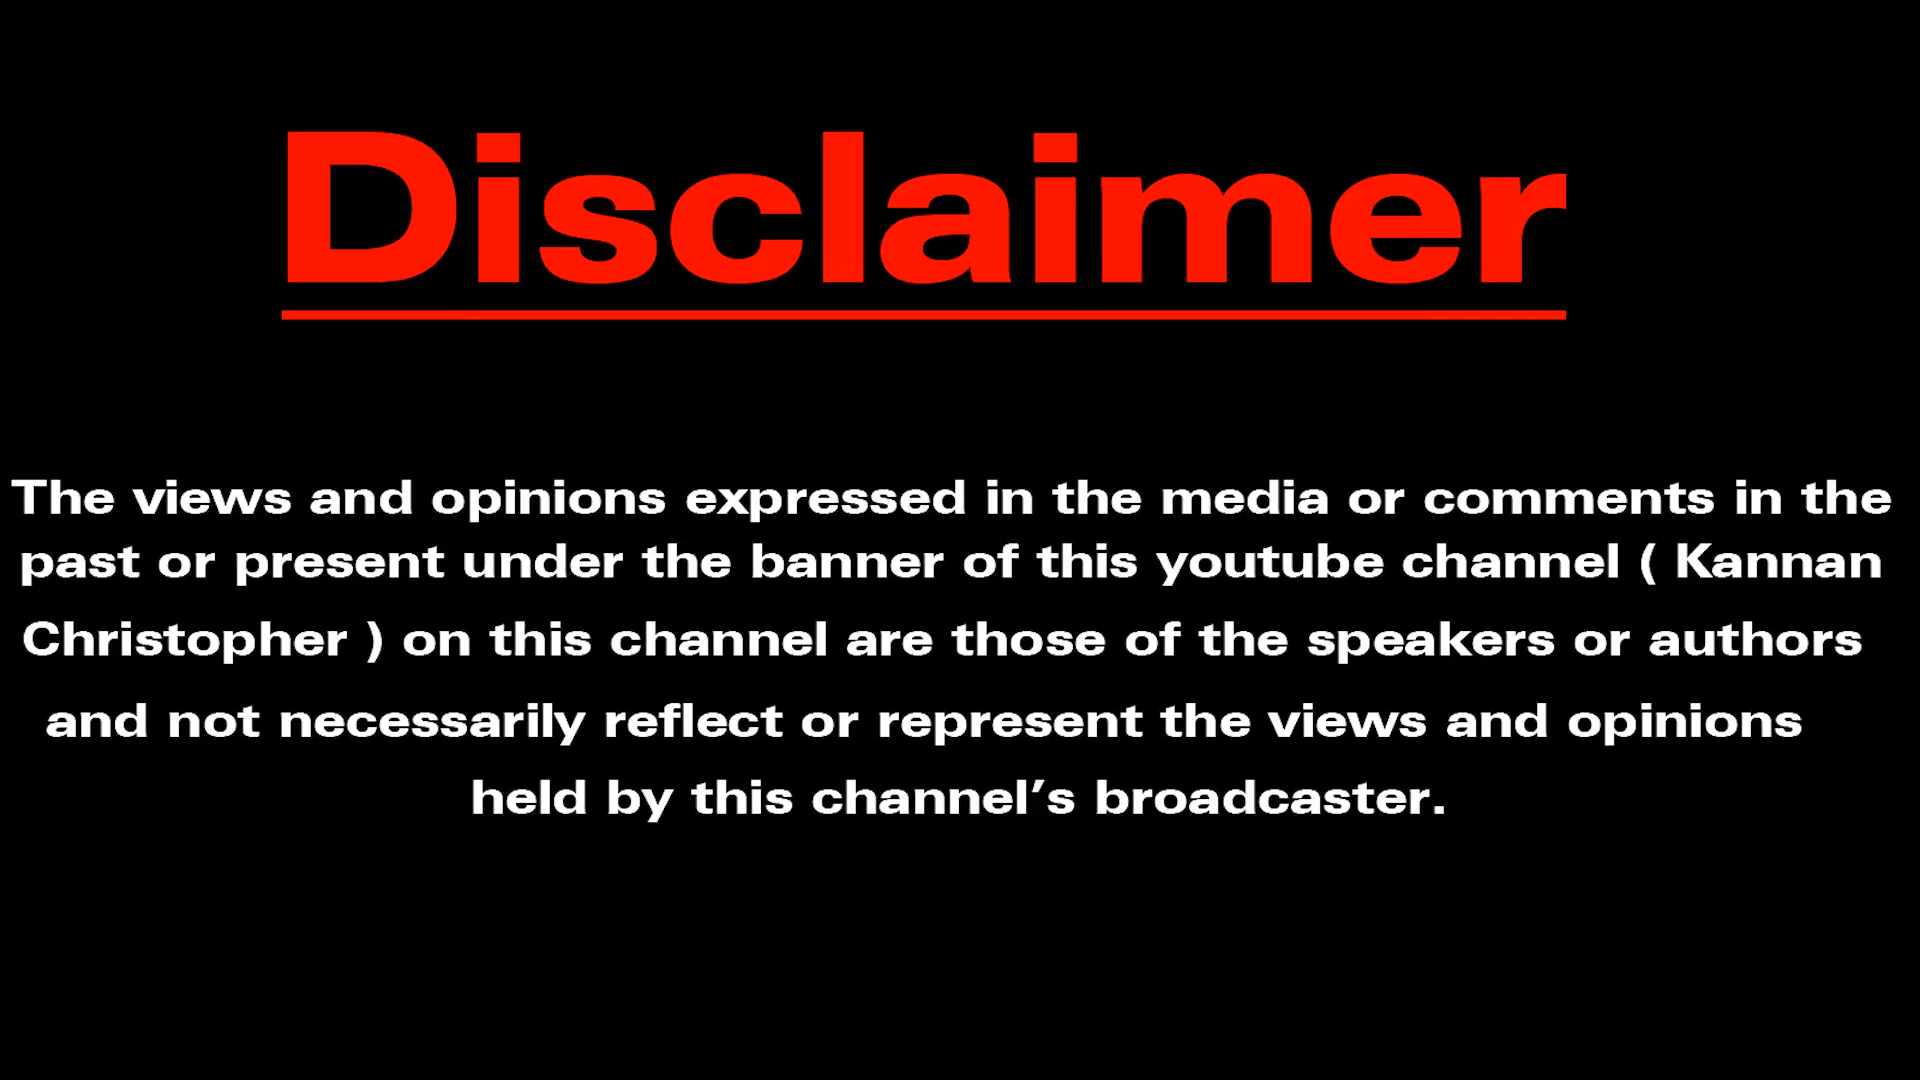 Disclaimer
The views and opinions expressed in the media or comments in the
past or present under the banner of this youtube channel ( Kannan
Christopher ) on this channel are those of the speakers or authors
and not necessarily reflect or represent the views and opinions
held by this channel’s broadcaster.